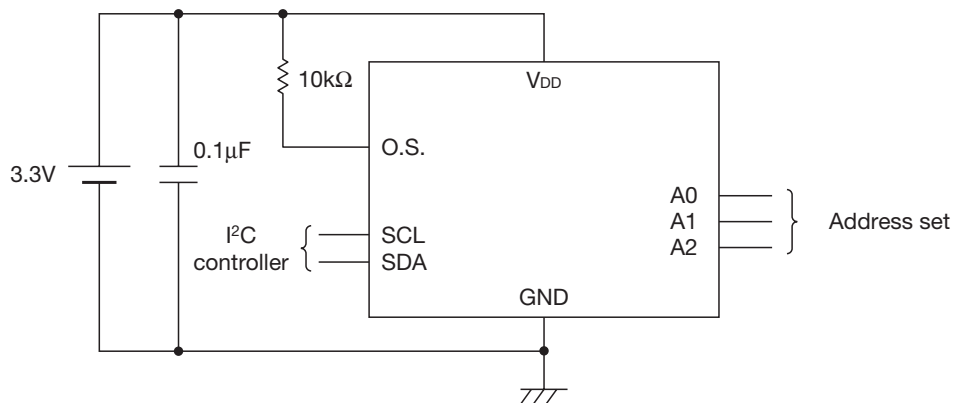 VDD
10kΩ
O.S.
0.1µF
3.3V
A0
A1
A2
Address set
I²C
controller
SCL
SDA
GND